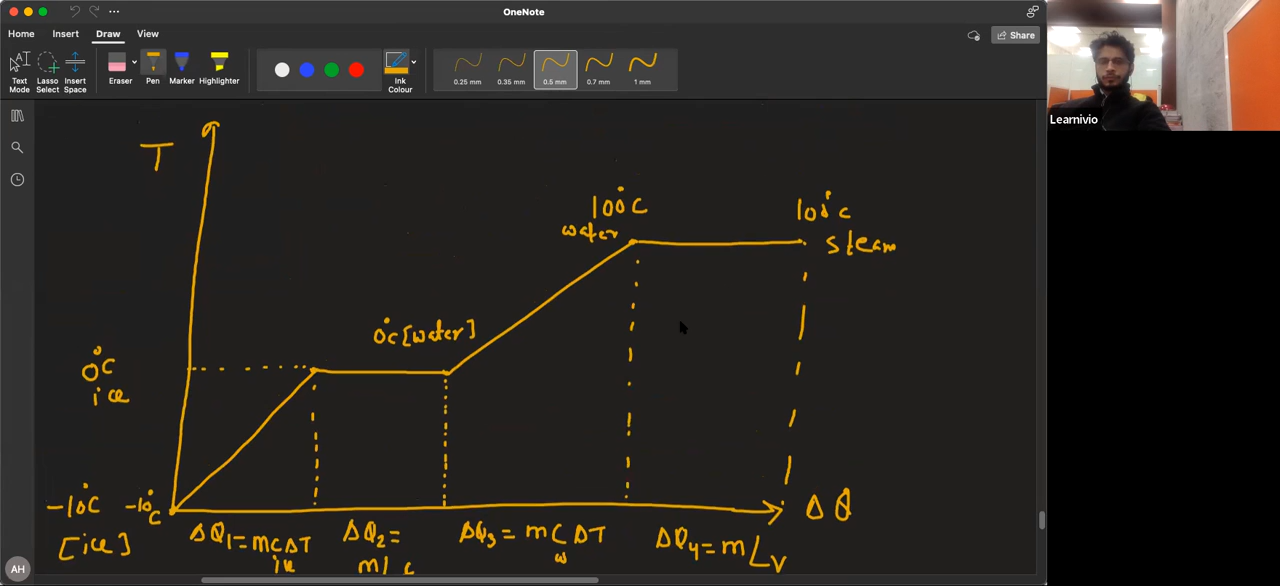 OneNote
Home Insert Draw View
Share
Text Mode
Lasso Select
Insert Space
Eraser
Pen
Marker
Highlighter
Ink Colour
0.25 mm
0.35 mm
0.5 mm
0.7 mm
1 mm
Learnivio
T
100°C
water
100°C
steam
0°C [water]
0°C
ice
-10°C
[ice]
-10°C
ΔQ
ΔQ1 = mCΔT
ice
ΔQ2 =
ΔQ3 = mCΔT
w
ΔQ4 = mLv
AH